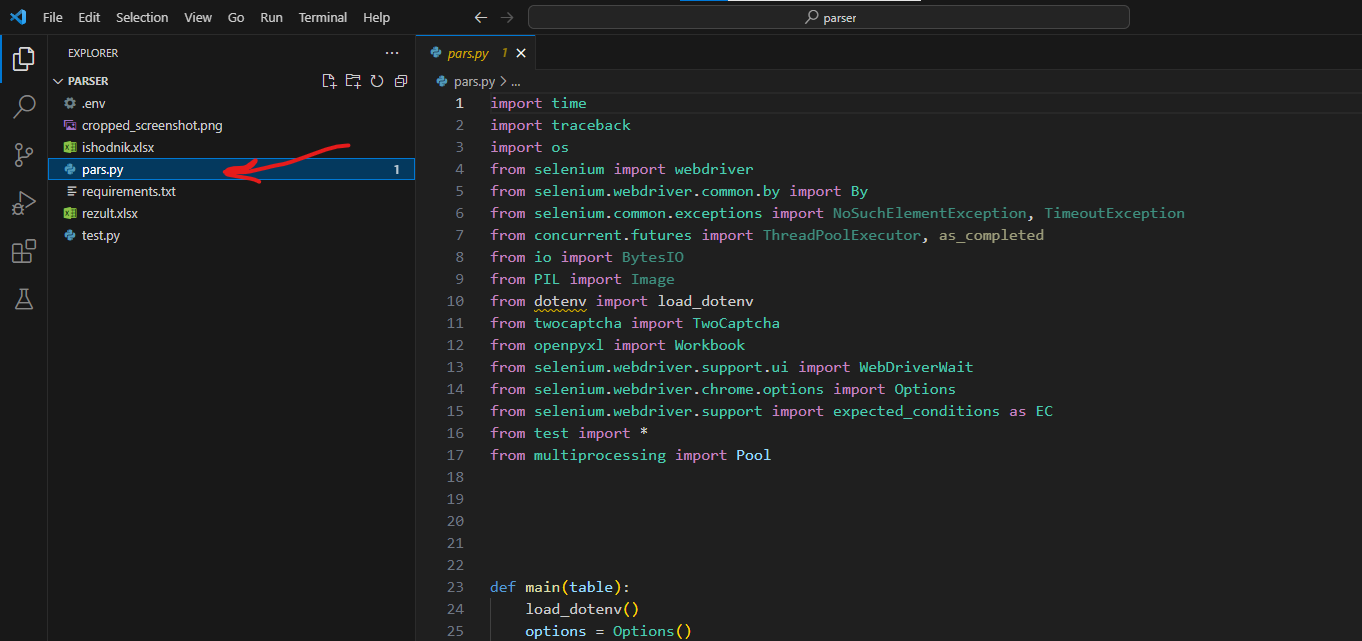 File Edit Selection View Go Run Terminal Help
parser
EXPLORER
PARSER
.env
cropped_screenshot.png
ishodnik.xlsx
pars.py 1
requirements.txt
rezult.xlsx
test.py
pars.py 1
pars.py > ...
1 import time
2 import traceback
3 import os
4 from selenium import webdriver
5 from selenium.webdriver.common.by import By
6 from selenium.common.exceptions import NoSuchElementException, TimeoutException
7 from concurrent.futures import ThreadPoolExecutor, as_completed
8 from io import BytesIO
9 from PIL import Image
10 from dotenv import load_dotenv
11 from twocaptcha import TwoCaptcha
12 from openpyxl import Workbook
13 from selenium.webdriver.support.ui import WebDriverWait
14 from selenium.webdriver.chrome.options import Options
15 from selenium.webdriver.support import expected_conditions as EC
16 from test import *
17 from multiprocessing import Pool
18
19
20
21
22
23 def main(table):
24     load_dotenv()
25     options = Options()